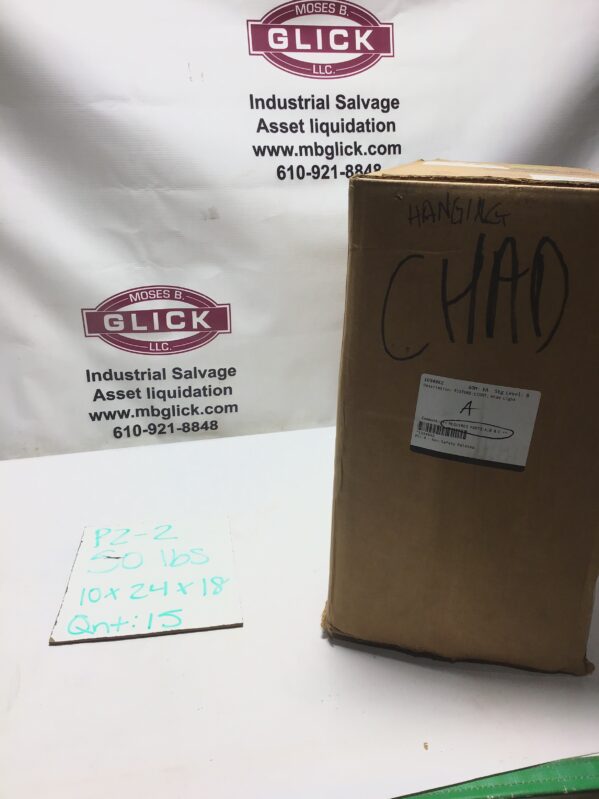 MOSES B.
GLICK
LLC.
Industrial Salvage
Asset liquidation
www.mbglick.com
610-921-8848
MOSES B.
GLICK
LLC.
Industrial Salvage
Asset liquidation
www.mbglick.com
610-921-8848
HANGING
CHAD
A
P2-2
50 lbs
10x24x18
Qnt: 15